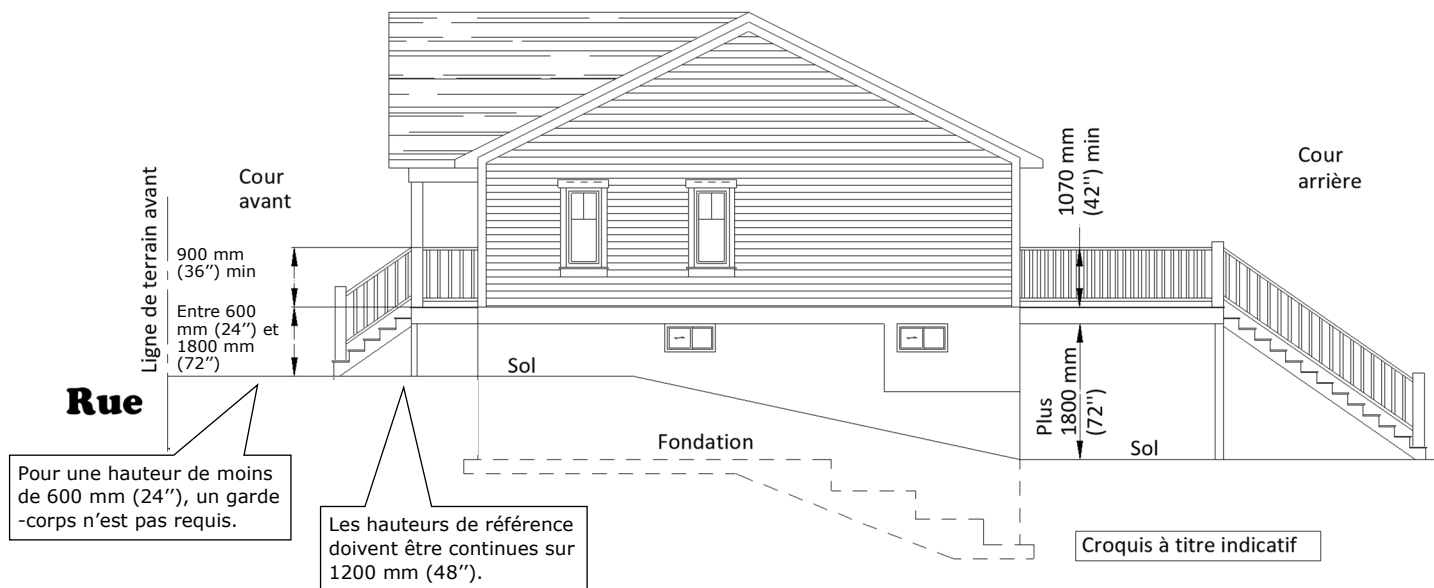 Cour
avant
Ligne de terrain avant
900 mm
(36’’) min
Entre 600
mm (24’’) et
1800 mm
(72’’)
Rue
Sol
Fondation
1070 mm
(42'') min
Cour
arrière
Plus
1800 mm
(72'')
Sol
Pour une hauteur de moins
de 600 mm (24’’), un garde
-corps n’est pas requis.
Les hauteurs de référence
doivent être continues sur
1200 mm (48’’).
Croquis à titre indicatif